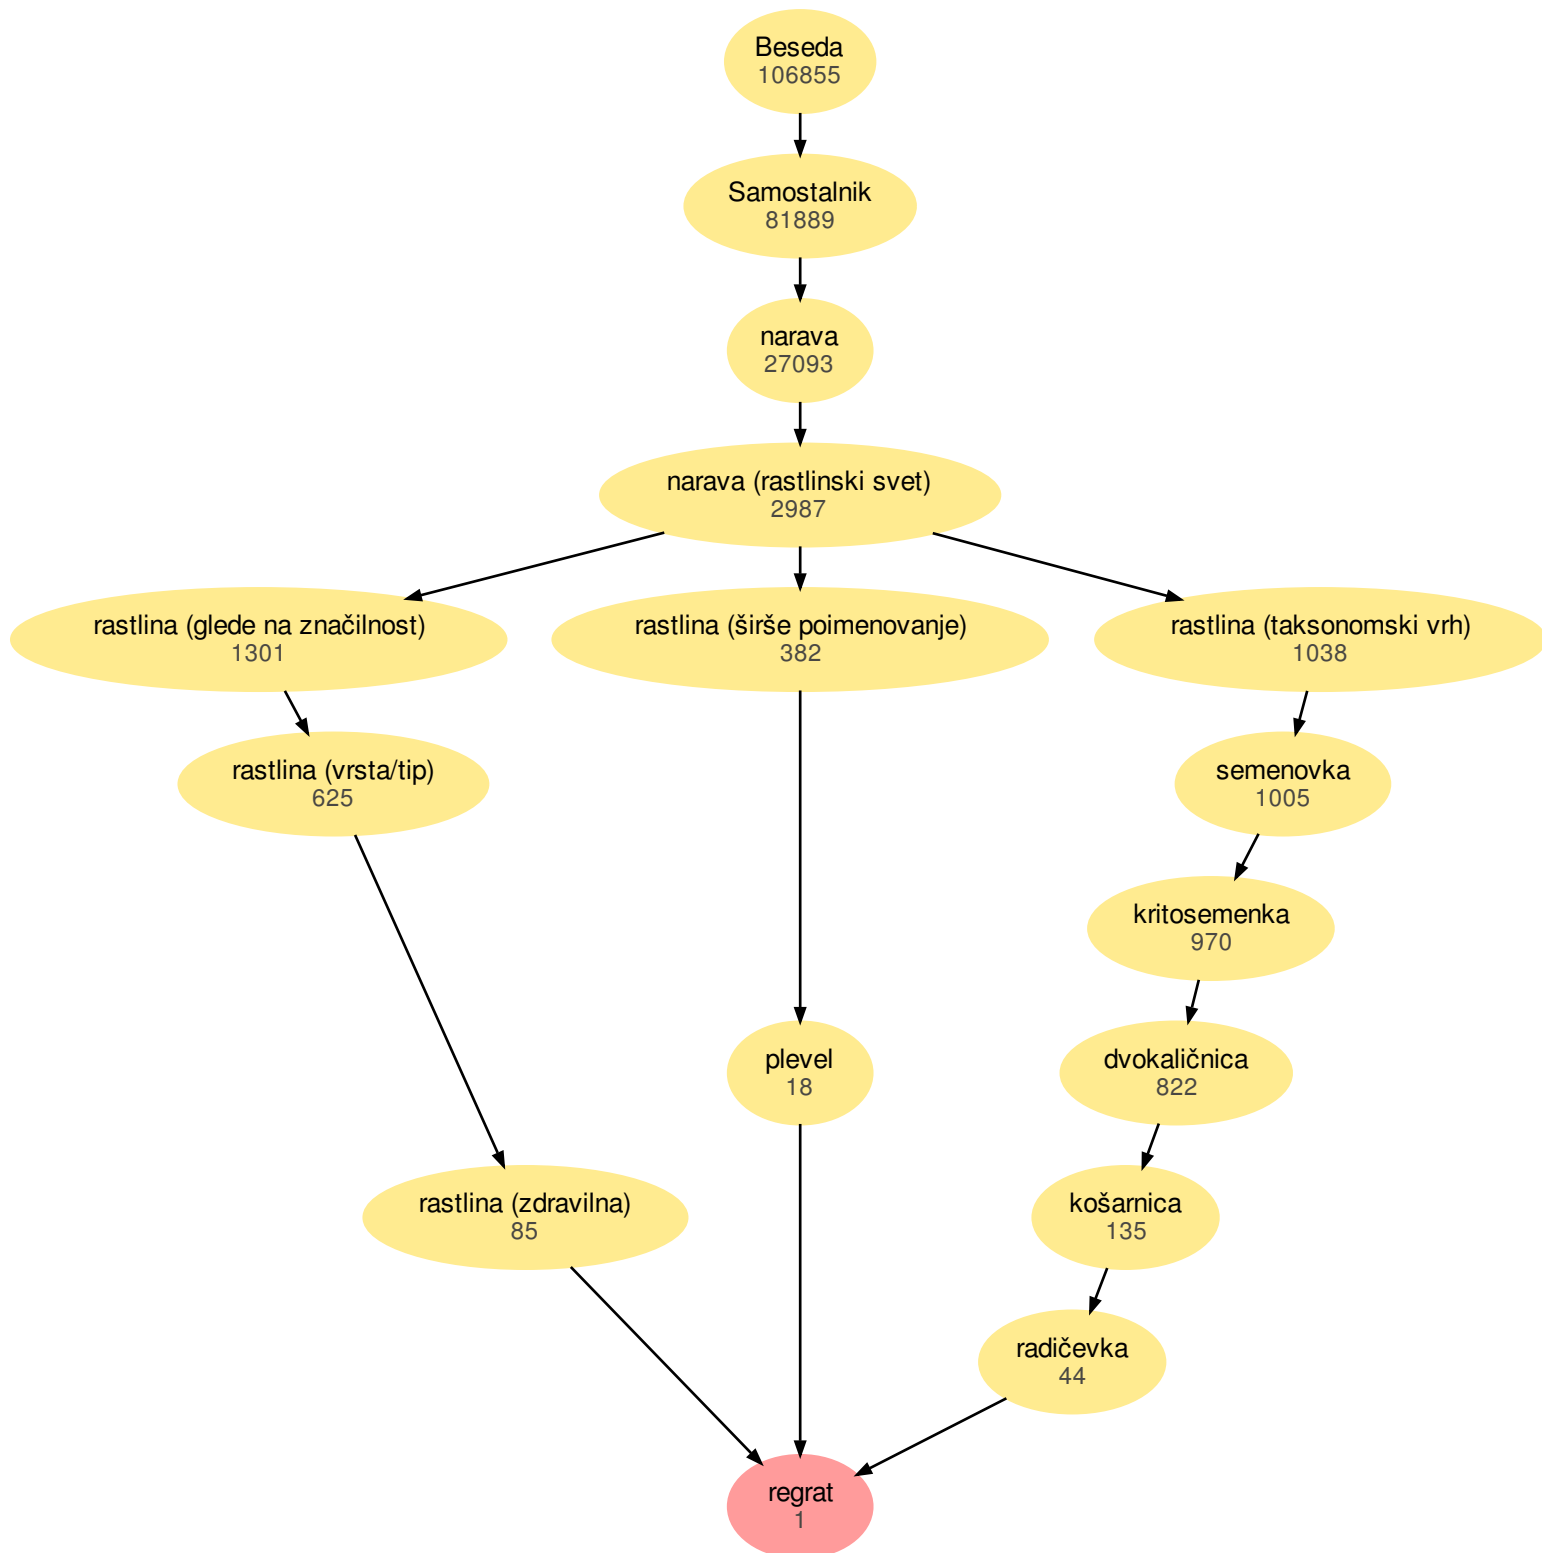 Beseda
106855
Samostalnik
81889
narava
27093
narava (rastlinski svet)
2987
rastlina (glede na značilnost)
1301
rastlina (širše poimenovanje)
382
rastlina (taksonomski vrh)
1038
rastlina (vrsta/tip)
625
semenovka
1005
kritosemenka
970
plevel
18
dvokaličnica
822
rastlina (zdravilna)
85
košarnica
135
radičevka
44
regrat
1